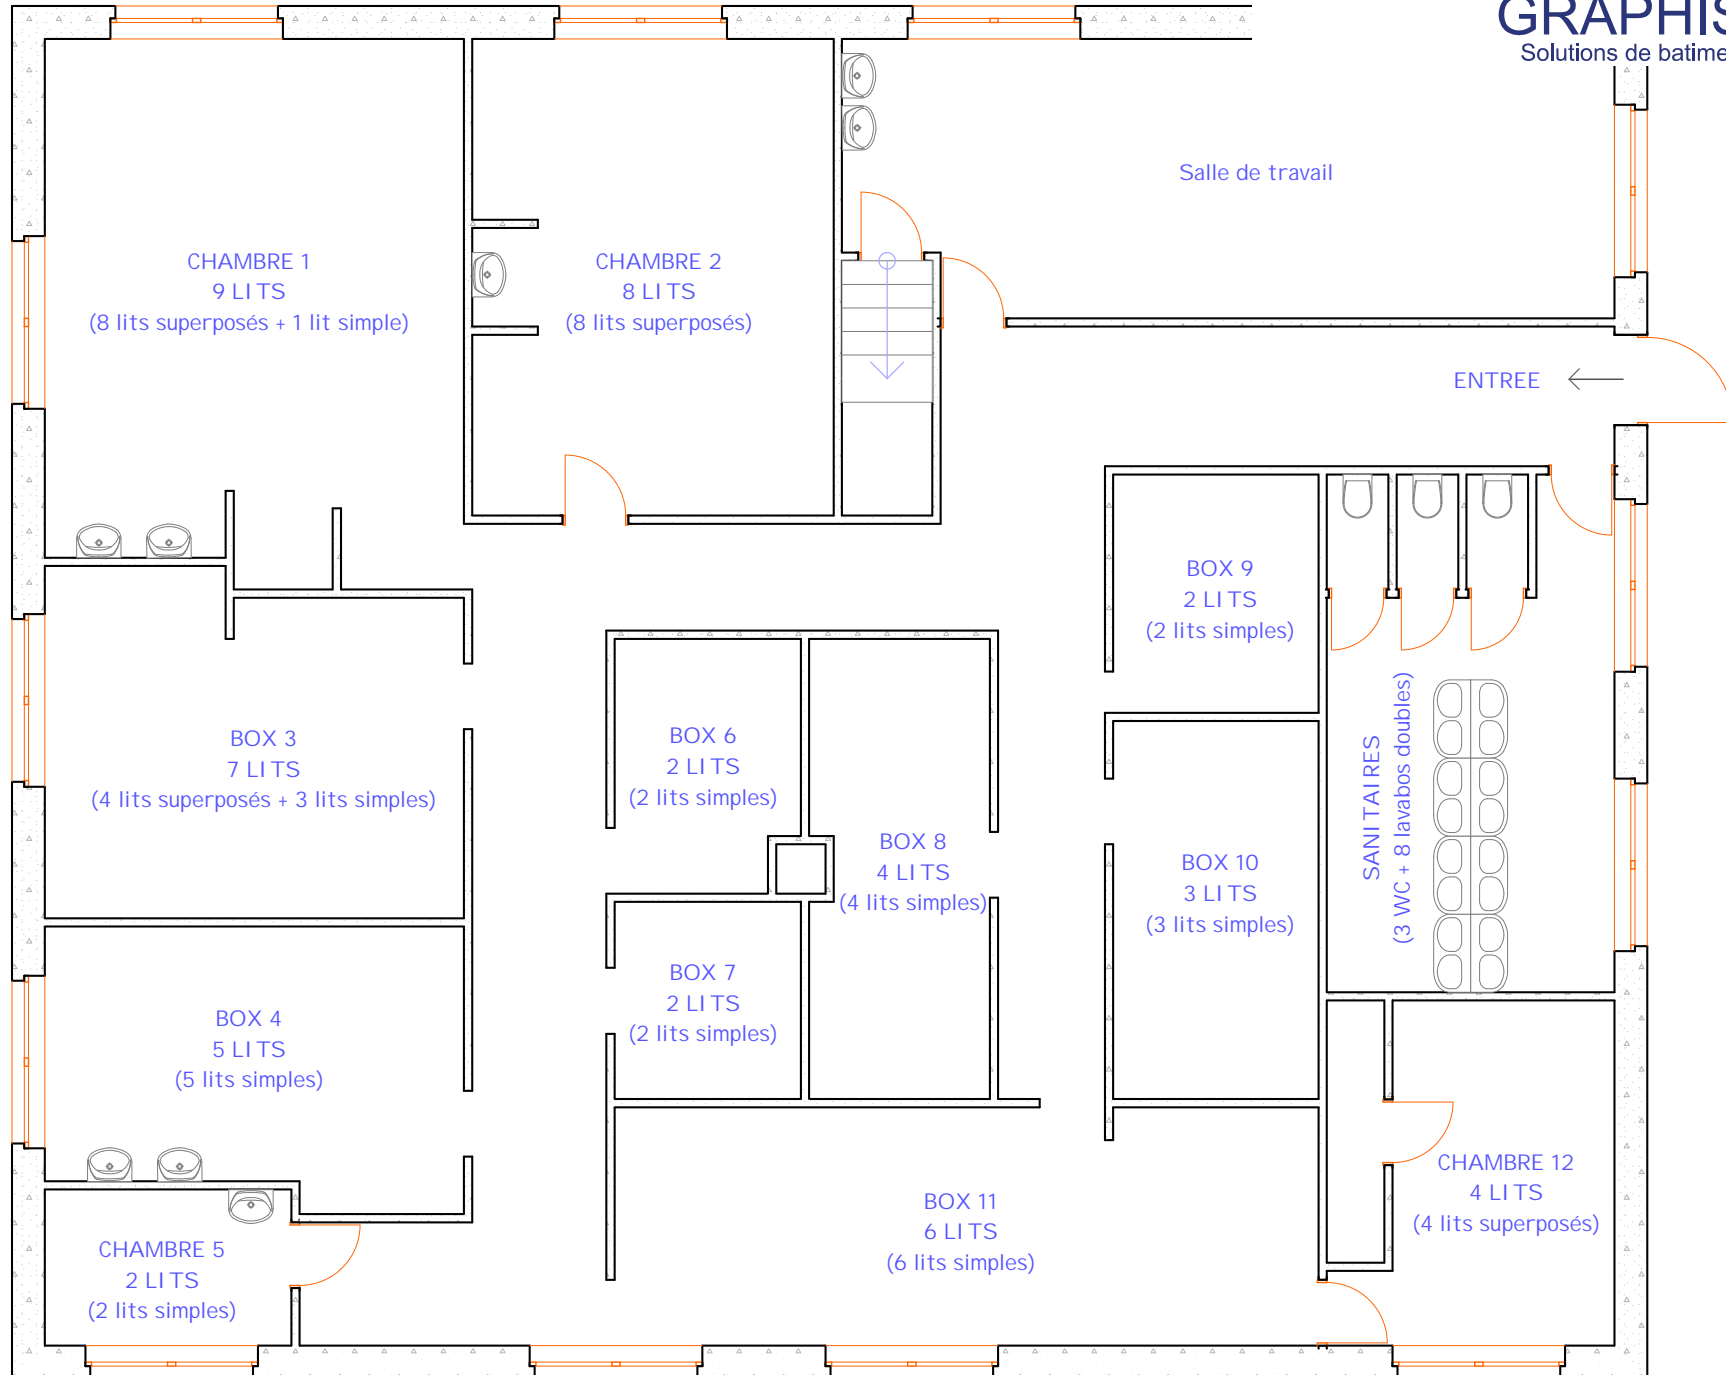 GRAPHIS
Solutions de batime
Salle de travail
CHAMBRE 1
9 LITS
(8 lits superposés + 1 lit simple)
CHAMBRE 2
8 LITS
(8 lits superposés)
ENTREE
BOX 9
2 LITS
(2 lits simples)
BOX 3
7 LITS
(4 lits superposés + 3 lits simples)
BOX 6
2 LITS
(2 lits simples)
BOX 8
4 LITS
(4 lits simples)
BOX 10
3 LITS
(3 lits simples)
SANITAIRES
(3 WC + 8 lavabos doubles)
BOX 7
2 LITS
(2 lits simples)
BOX 4
5 LITS
(5 lits simples)
CHAMBRE 12
4 LITS
(4 lits superposés)
BOX 11
6 LITS
(6 lits simples)
CHAMBRE 5
2 LITS
(2 lits simples)